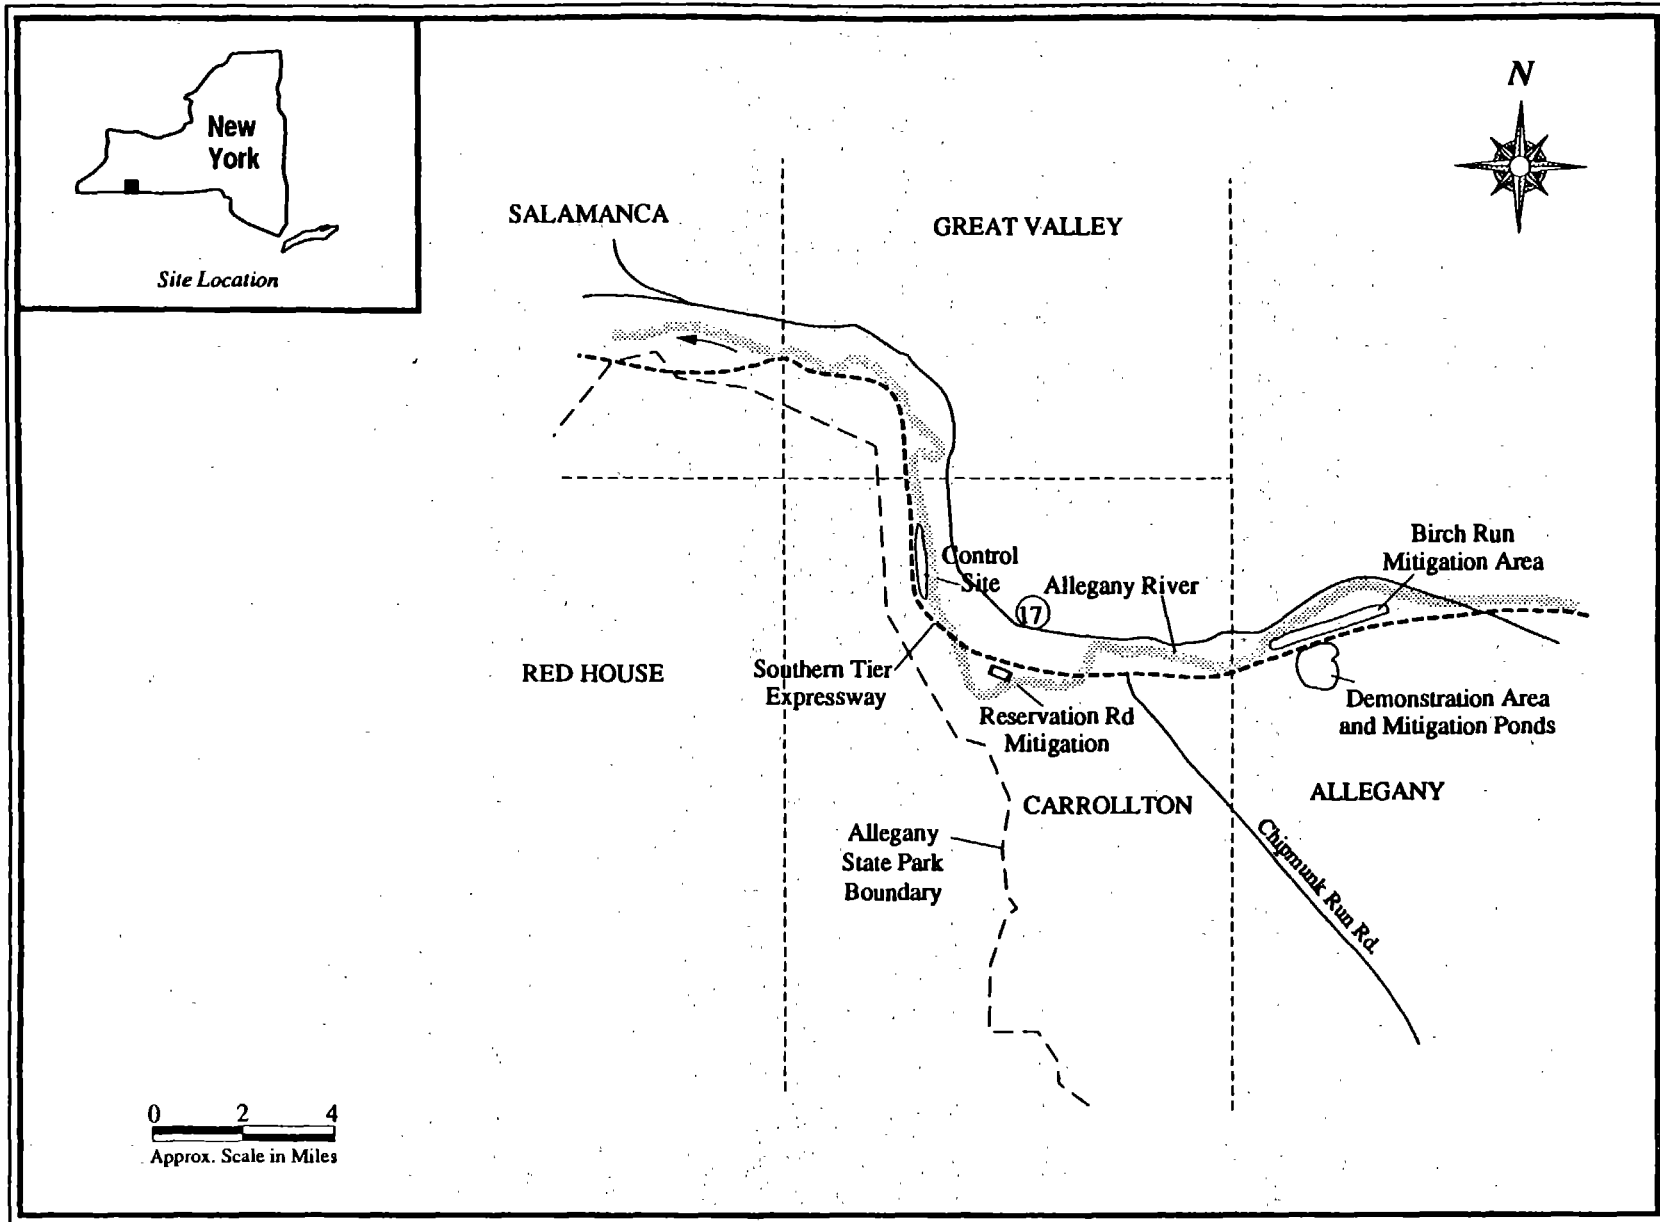 New
York
Site Location
N
SALAMANCA
GREAT VALLEY
Control
Site
17
Allegany River
Birch Run
Mitigation Area
RED HOUSE
Southern Tier
Expressway
Reservation Rd
Mitigation
Demonstration Area
and Mitigation Ponds
CARROLLTON
ALLEGANY
Allegany
State Park
Boundary
Chipmunk Run Rd.
0 2 4
Approx. Scale in Miles